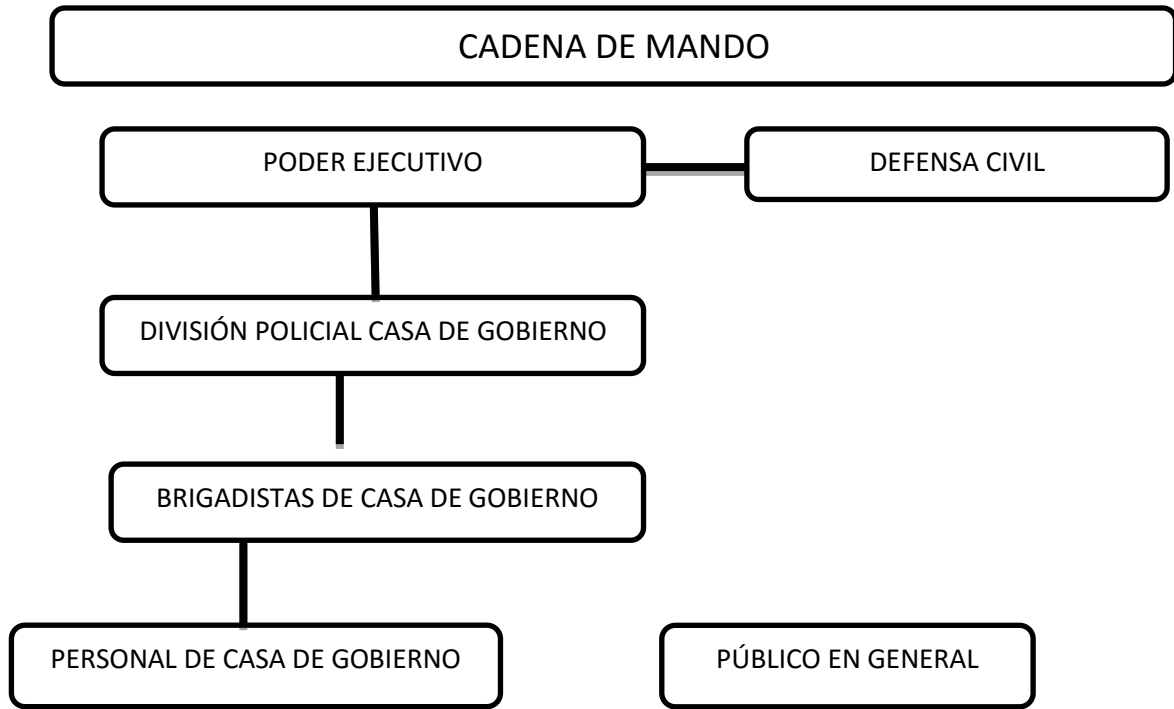 CADENA DE MANDO
PODER EJECUTIVO
DEFENSA CIVIL
DIVISIÓN POLICIAL CASA DE GOBIERNO
BRIGADISTAS DE CASA DE GOBIERNO
PERSONAL DE CASA DE GOBIERNO
PÚBLICO EN GENERAL